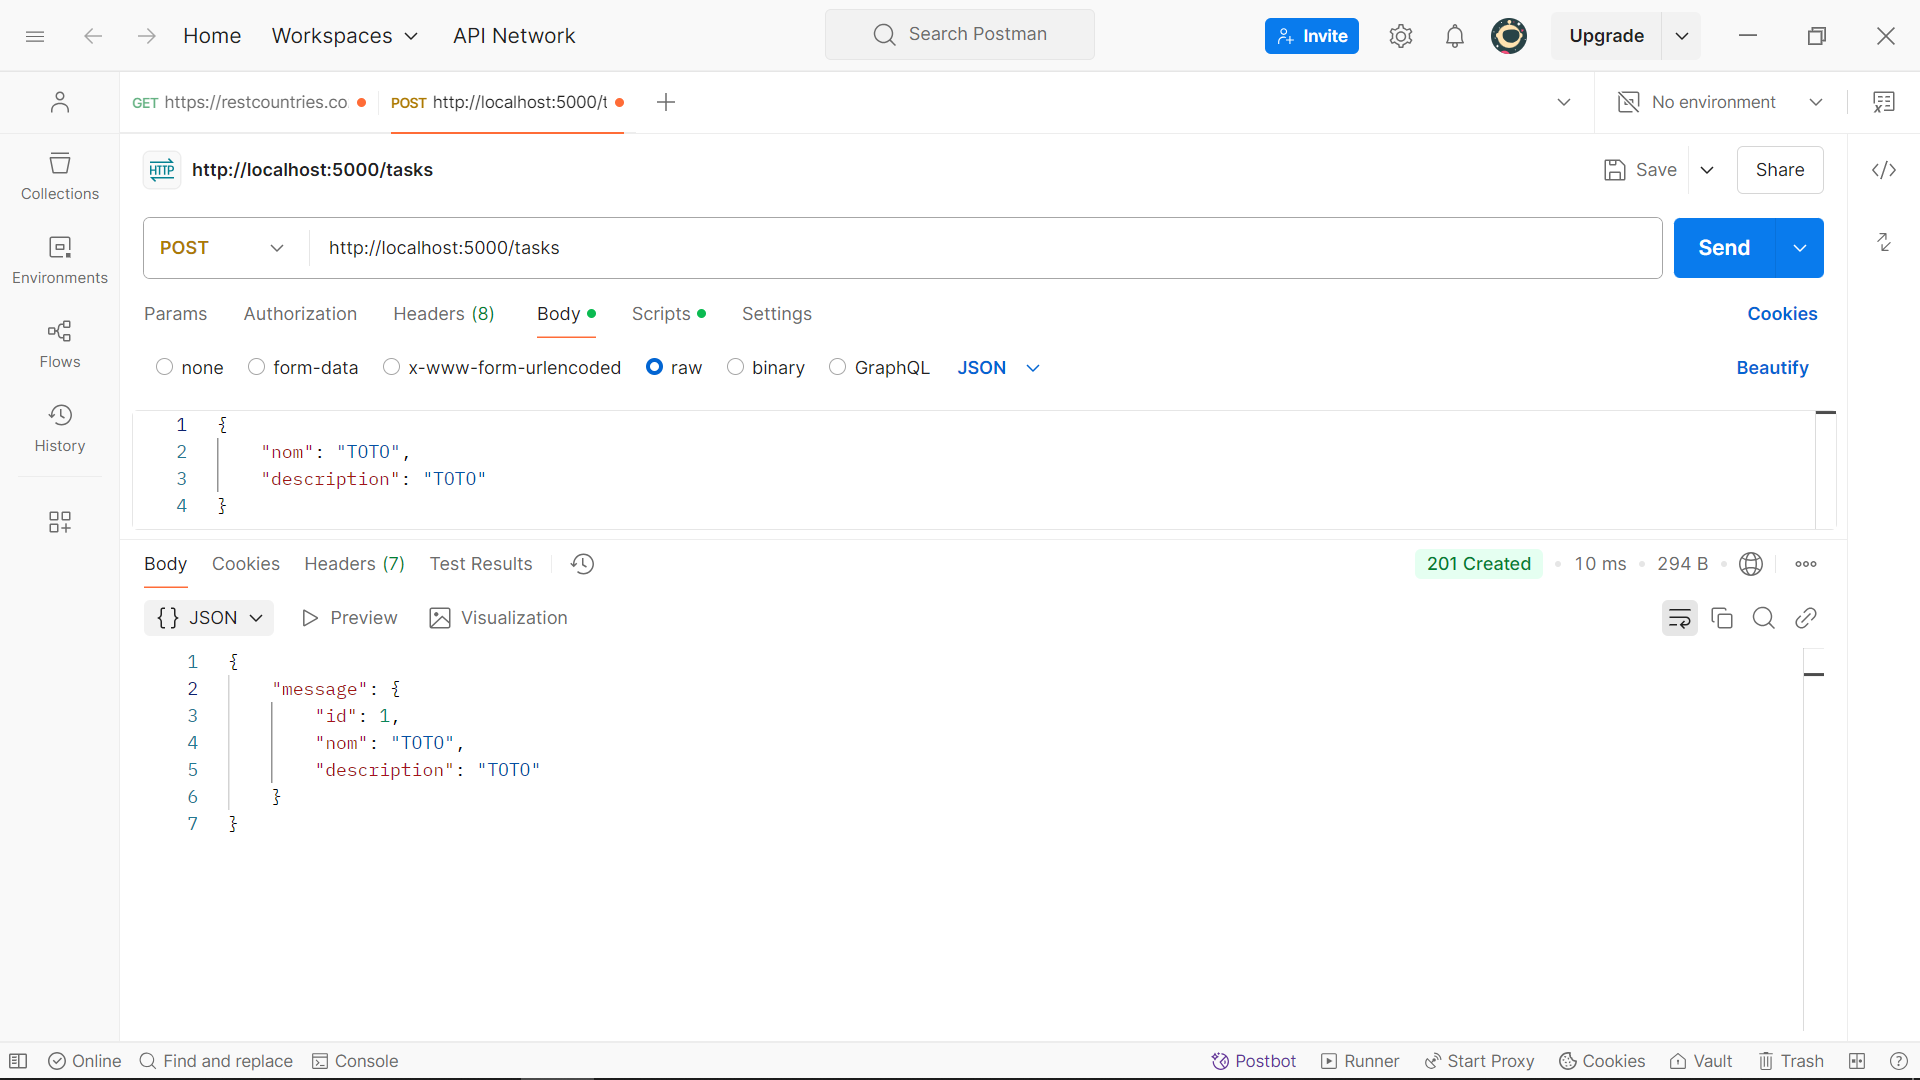 Home Workspaces API Network Search Postman Invite Upgrade
GET https://restcountries.co POST http://localhost:5000/t No environment
HTTP http://localhost:5000/tasks Save Share
Collections
POST http://localhost:5000/tasks Send
Environments
Params Authorization Headers (8) Body Scripts Settings Cookies
Flows
none form-data x-www-form-urlencoded raw binary GraphQL JSON Beautify
History
1 {
2 "nom": "TOTO",
3 "description": "TOTO"
4 }
Body Cookies Headers (7) Test Results 201 Created 10 ms 294 B
{} JSON Preview Visualization
1 {
2 "message": {
3 "id": 1,
4 "nom": "TOTO",
5 "description": "TOTO"
6 }
7 }
Online Find and replace Console Postbot Runner Start Proxy Cookies Vault Trash